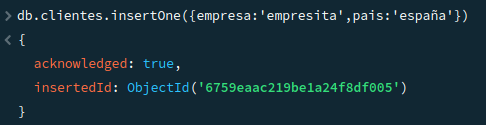 > db.clientes.insertOne({empresa:'empresita',pais:'españa'})
< {
acknowledged: true,
insertedId: ObjectId('6759eaac219be1a24f8df005')
}